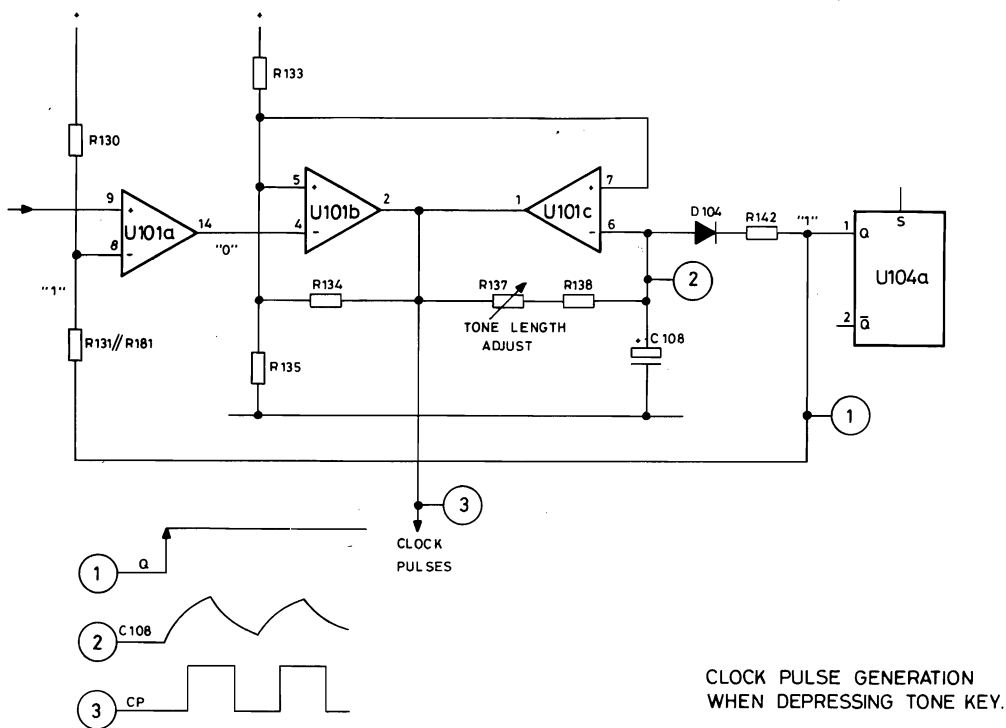 +
+
R133
R130
9
+
U101a
14
8
-
"1"
"0"
5
+
U101b
2
4
-
1
U101c
+
7
-
6
D104
R142
"1"
1
Q
S
U104a
2
Q̅
2
R134
R137
R138
TONE LENGTH
ADJUST
+
C108
R131//R181
R135
1
3
CLOCK
PULSES
1
Q
2
C108
3
CP
CLOCK PULSE GENERATION
WHEN DEPRESSING TONE KEY.